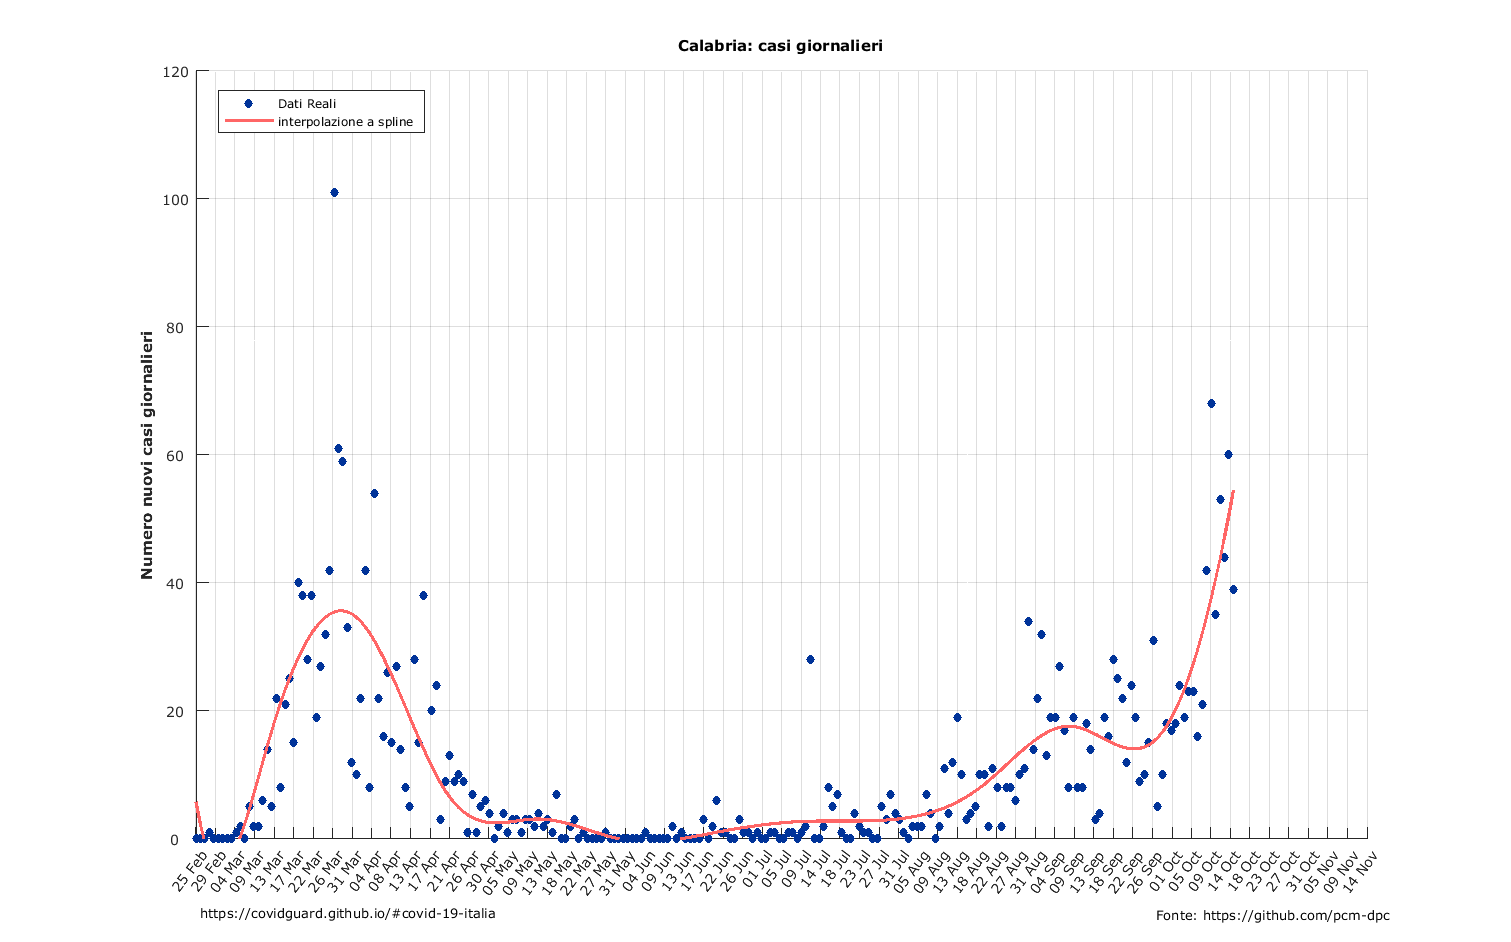 Calabria: casi giornalieri
Dati Reali
interpolazione a spline
Numero nuovi casi giornalieri
120
100
80
60
40
20
0
25 Feb
29 Feb
04 Mar
09 Mar
13 Mar
17 Mar
22 Mar
26 Mar
31 Mar
04 Apr
08 Apr
13 Apr
17 Apr
21 Apr
26 Apr
30 Apr
05 May
09 May
13 May
18 May
22 May
27 May
31 May
04 Jun
09 Jun
13 Jun
17 Jun
22 Jun
26 Jun
01 Jul
05 Jul
09 Jul
14 Jul
18 Jul
23 Jul
27 Jul
31 Jul
05 Aug
09 Aug
13 Aug
18 Aug
22 Aug
27 Aug
31 Aug
04 Sep
09 Sep
13 Sep
18 Sep
22 Sep
26 Sep
01 Oct
05 Oct
09 Oct
14 Oct
18 Oct
23 Oct
27 Oct
31 Oct
05 Nov
09 Nov
14 Nov
https://covidguard.github.io/#covid-19-italia
Fonte: https://github.com/pcm-dpc